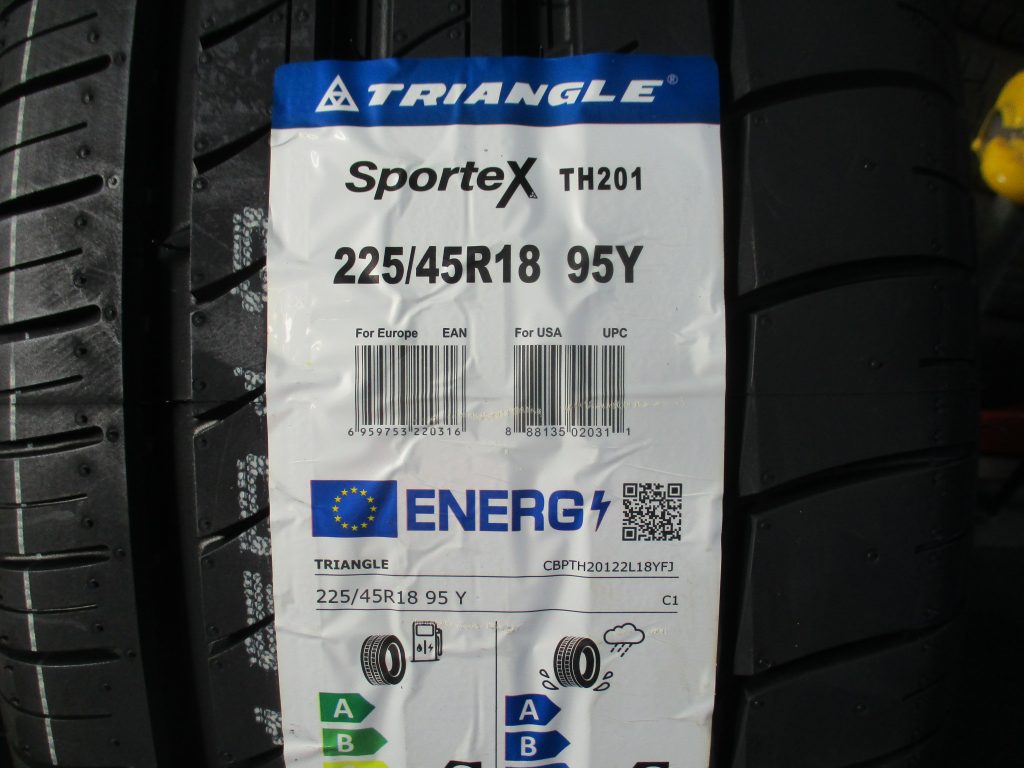 TRIANGLE®
SporteX TH201
225/45R18 95Y
For Europe EAN For USA UPC
6 959753 220316 8 88135 02031 1
ENERG
TRIANGLE CBPTH20122L18YFJ
225/45R18 95 Y C1
A A
B B